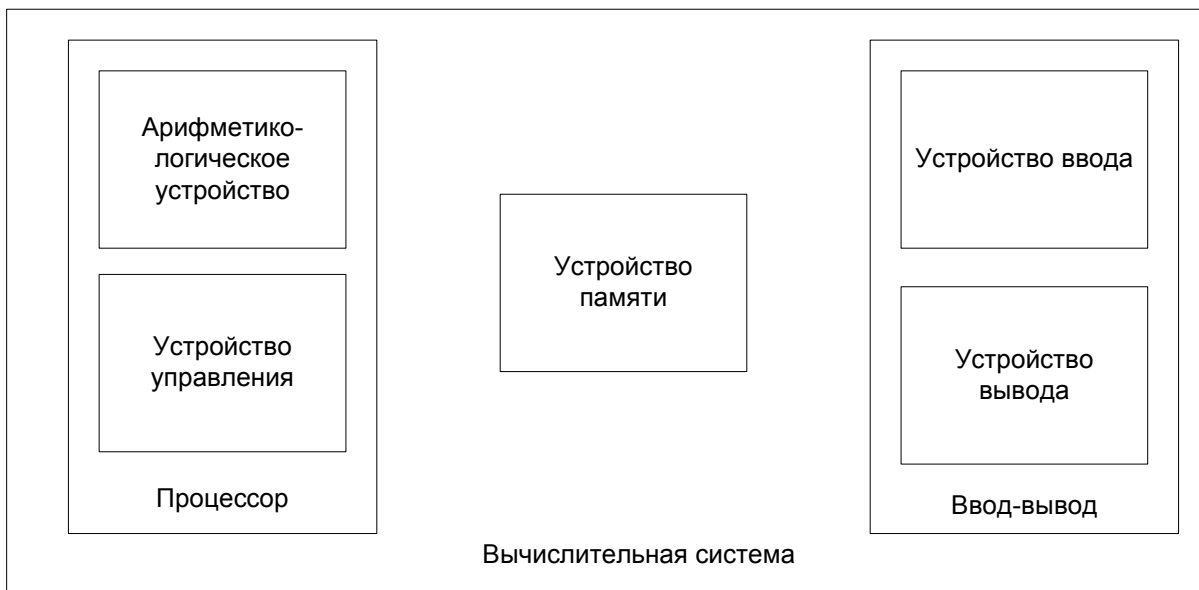 Арифметико-
логическое
устройство
Устройство
управления
Процессор
Устройство
памяти
Устройство ввода
Устройство
вывода
Ввод-вывод
Вычислительная система